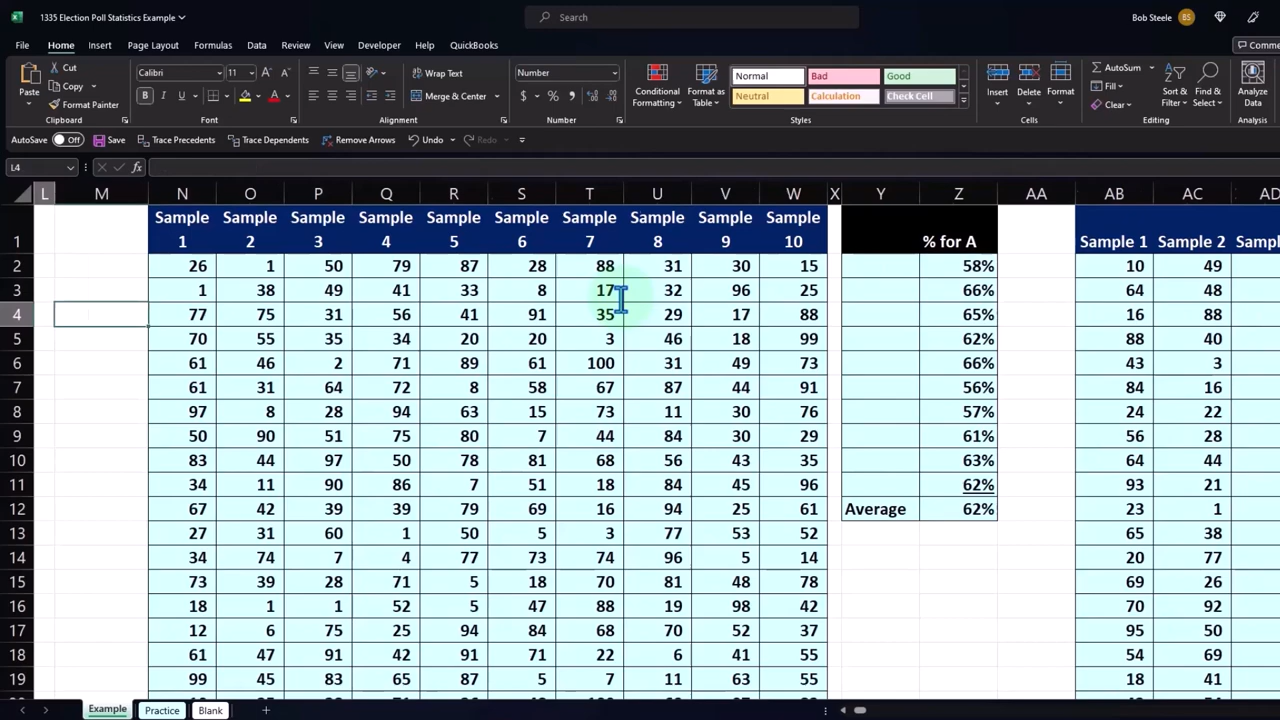 1335 Election Poll Statistics Example
Search
Bob Steele
BS
File Home Insert Page Layout Formulas Data Review View Developer Help QuickBooks
Comme
Paste
Cut
Copy
Format Painter
Clipboard
Calibri 11
B I U
Font
Wrap Text
Merge & Center
Alignment
Number
$ % 9
Number
Conditional Formatting
Format as Table
Normal Bad Good
Neutral Calculation Check Cell
Styles
Insert Delete Format
Cells
AutoSum
Fill
Clear
Sort & Filter
Find & Select
Editing
Analyze Data
Analysis
AutoSave Off Save Trace Precedents Trace Dependents Remove Arrows Undo Redo
L4
fx
L M N O P Q R S T U V W X Y Z AA AB AC AD
1 Sample 1 Sample 2 Sample 3 Sample 4 Sample 5 Sample 6 Sample 7 Sample 8 Sample 9 Sample 10 % for A Sample 1 Sample 2 Sampl
2 26 1 50 79 87 28 88 31 30 15 58% 10 49
3 1 38 49 41 33 8 17 32 96 25 66% 64 48
4 77 75 31 56 41 91 35 29 17 88 65% 16 88
5 70 55 35 34 20 20 3 46 18 99 62% 88 40
6 61 46 2 71 89 61 100 31 49 73 66% 43 3
7 61 31 64 72 8 58 67 87 44 91 56% 84 16
8 97 8 28 94 63 15 73 11 30 76 57% 24 22
9 50 90 51 75 80 7 44 84 30 29 61% 56 28
10 83 44 97 50 78 81 68 56 43 35 63% 64 44
11 34 11 90 86 7 51 18 84 45 96 62% 93 21
12 67 42 39 39 79 69 16 94 25 61 Average 62% 23 1
13 27 31 60 1 50 5 3 77 53 52 65 38
14 34 74 7 4 77 73 74 96 5 14 20 77
15 73 39 28 71 5 18 70 81 48 78 69 26
16 18 1 1 52 5 47 88 19 98 42 70 92
17 12 6 75 25 94 84 68 70 52 37 95 50
18 61 47 91 42 91 71 22 6 41 55 54 69
19 99 45 83 65 87 5 7 11 63 55 18 41
Example Practice Blank